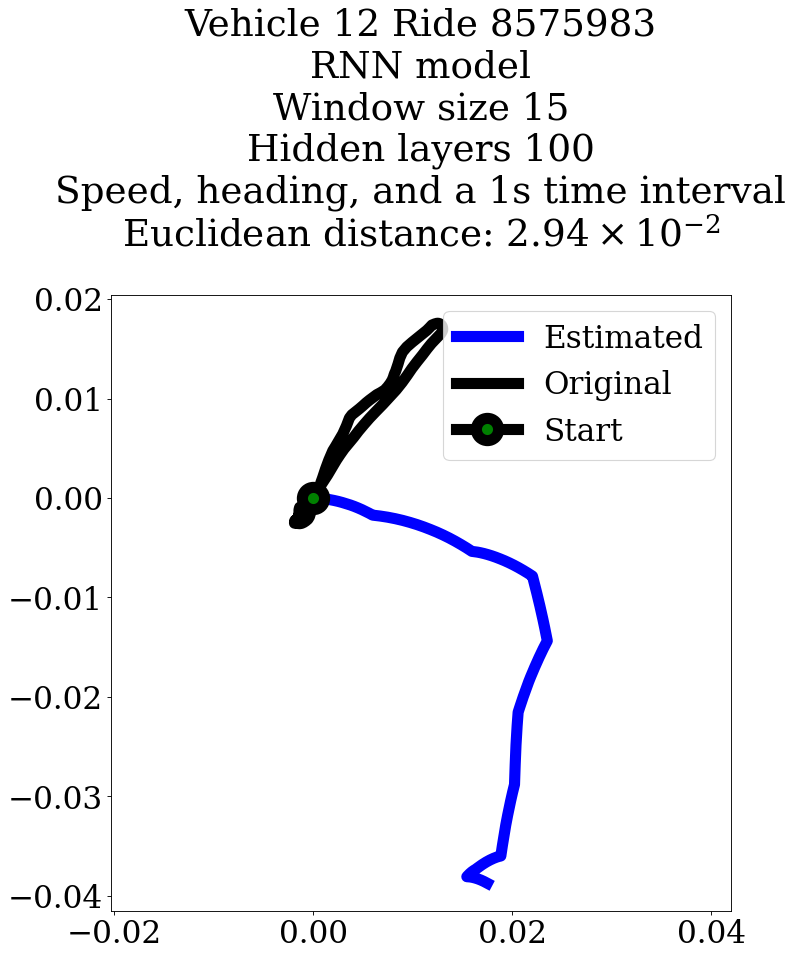 Vehicle 12 Ride 8575983
RNN model
Window size 15
Hidden layers 100
Speed, heading, and a 1s time interval
Euclidean distance: 2.94 × 10⁻²
0.02
0.01
0.00
−0.01
−0.02
−0.03
−0.04
Estimated
Original
Start
−0.02
0.00
0.02
0.04